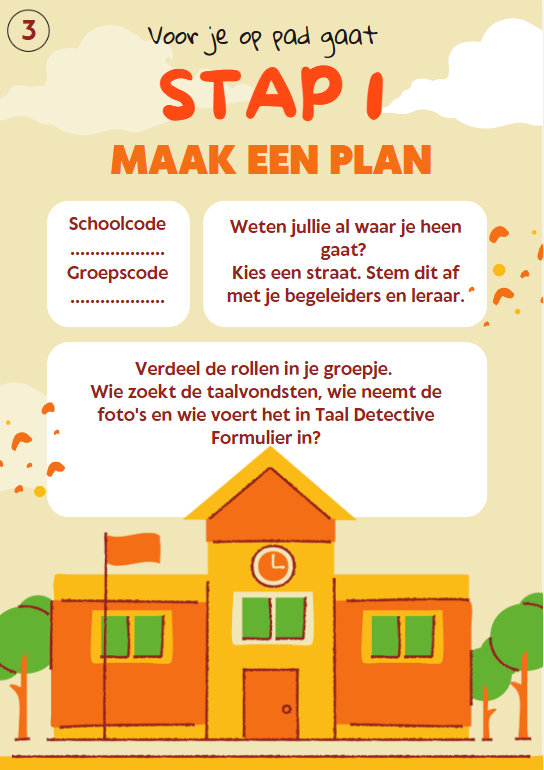 3
Voor je op pad gaat
STAP 1
MAAK EEN PLAN
Schoolcode
...................
Groepscode
...................
Weten jullie al waar je heen
gaat?
Kies een straat. Stem dit af
met je begeleiders en leraar.
Verdeel de rollen in je groepje.
Wie zoekt de taalvondsten, wie neemt de
foto's en wie voert het in Taal Detective
Formulier in?